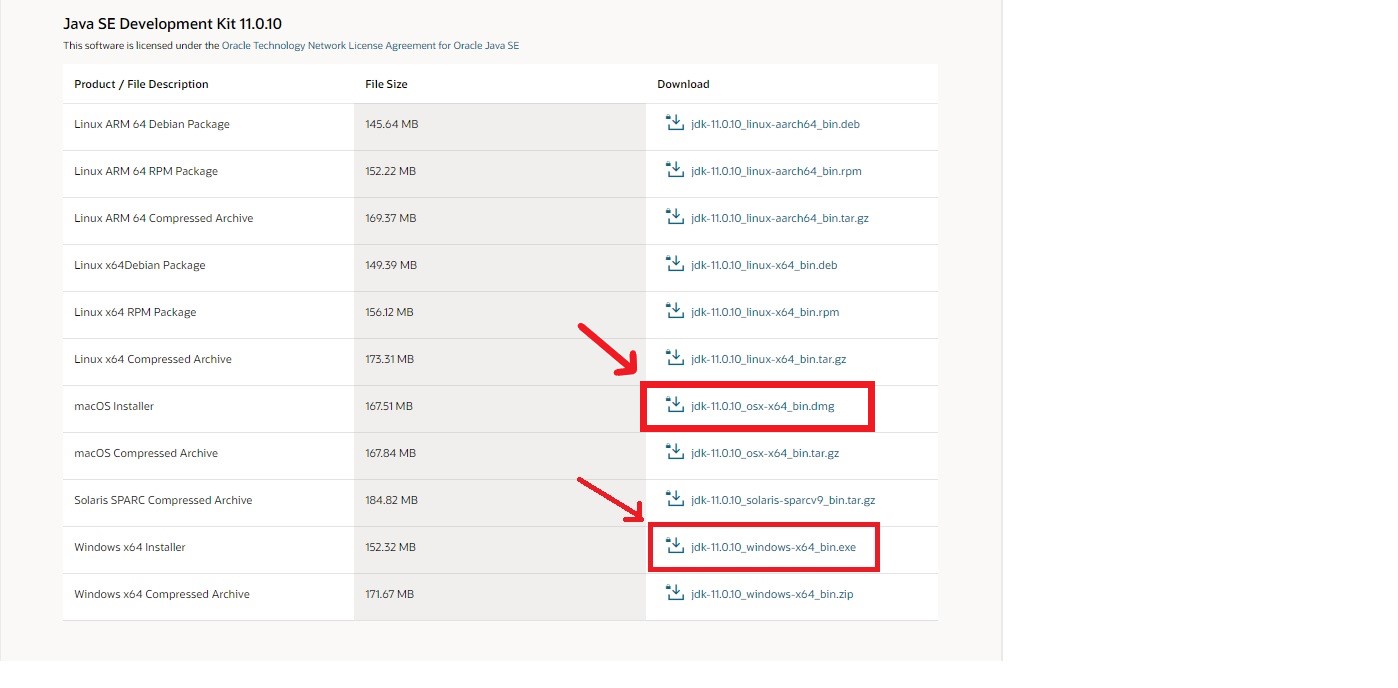 Java SE Development Kit 11.0.10
This software is licensed under the Oracle Technology Network License Agreement for Oracle Java SE
Product / File Description File Size Download
Linux ARM 64 Debian Package 145.64 MB jdk-11.0.10_linux-aarch64_bin.deb
Linux ARM 64 RPM Package 152.22 MB jdk-11.0.10_linux-aarch64_bin.rpm
Linux ARM 64 Compressed Archive 169.37 MB jdk-11.0.10_linux-aarch64_bin.tar.gz
Linux x64Debian Package 149.39 MB jdk-11.0.10_linux-x64_bin.deb
Linux x64 RPM Package 156.12 MB jdk-11.0.10_linux-x64_bin.rpm
Linux x64 Compressed Archive 173.31 MB jdk-11.0.10_linux-x64_bin.tar.gz
macOS Installer 167.51 MB jdk-11.0.10_osx-x64_bin.dmg
macOS Compressed Archive 167.84 MB jdk-11.0.10_osx-x64_bin.tar.gz
Solaris SPARC Compressed Archive 184.82 MB jdk-11.0.10_solaris-sparcv9_bin.tar.gz
Windows x64 Installer 152.32 MB jdk-11.0.10_windows-x64_bin.exe
Windows x64 Compressed Archive 171.67 MB jdk-11.0.10_windows-x64_bin.zip